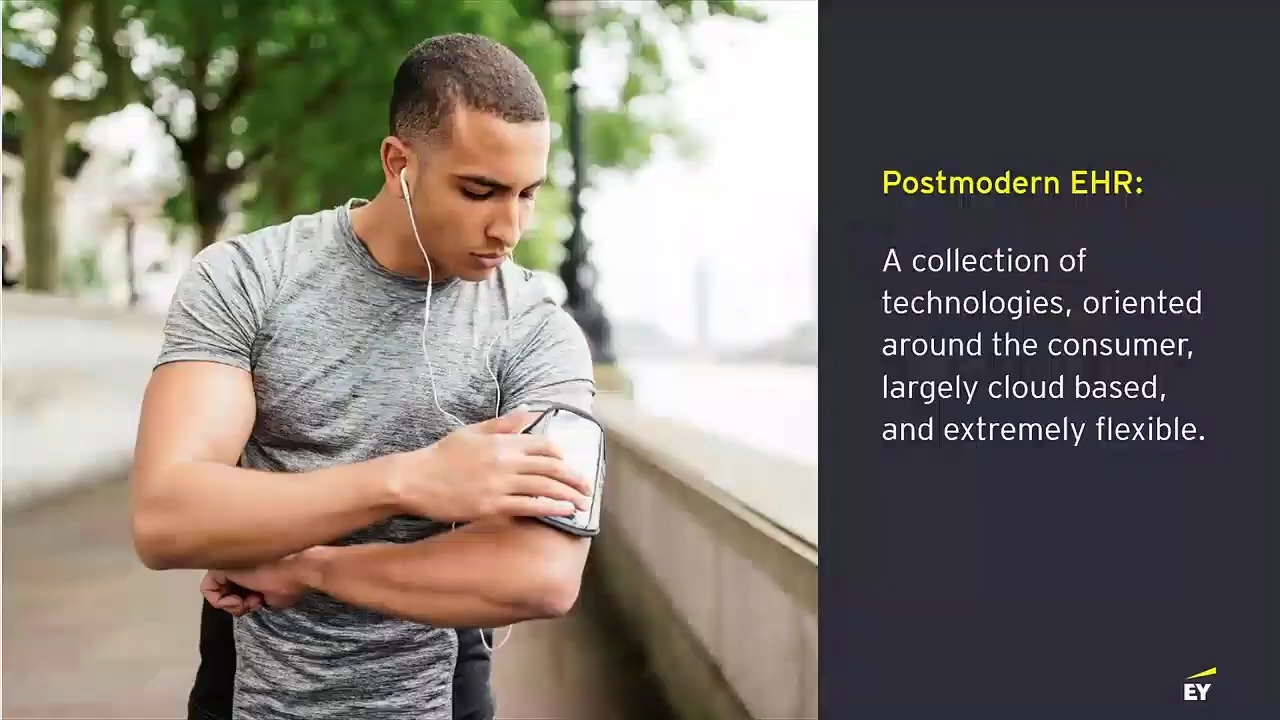 Postmodern EHR:
A collection of
technologies, oriented
around the consumer,
largely cloud based,
and extremely flexible.
EY